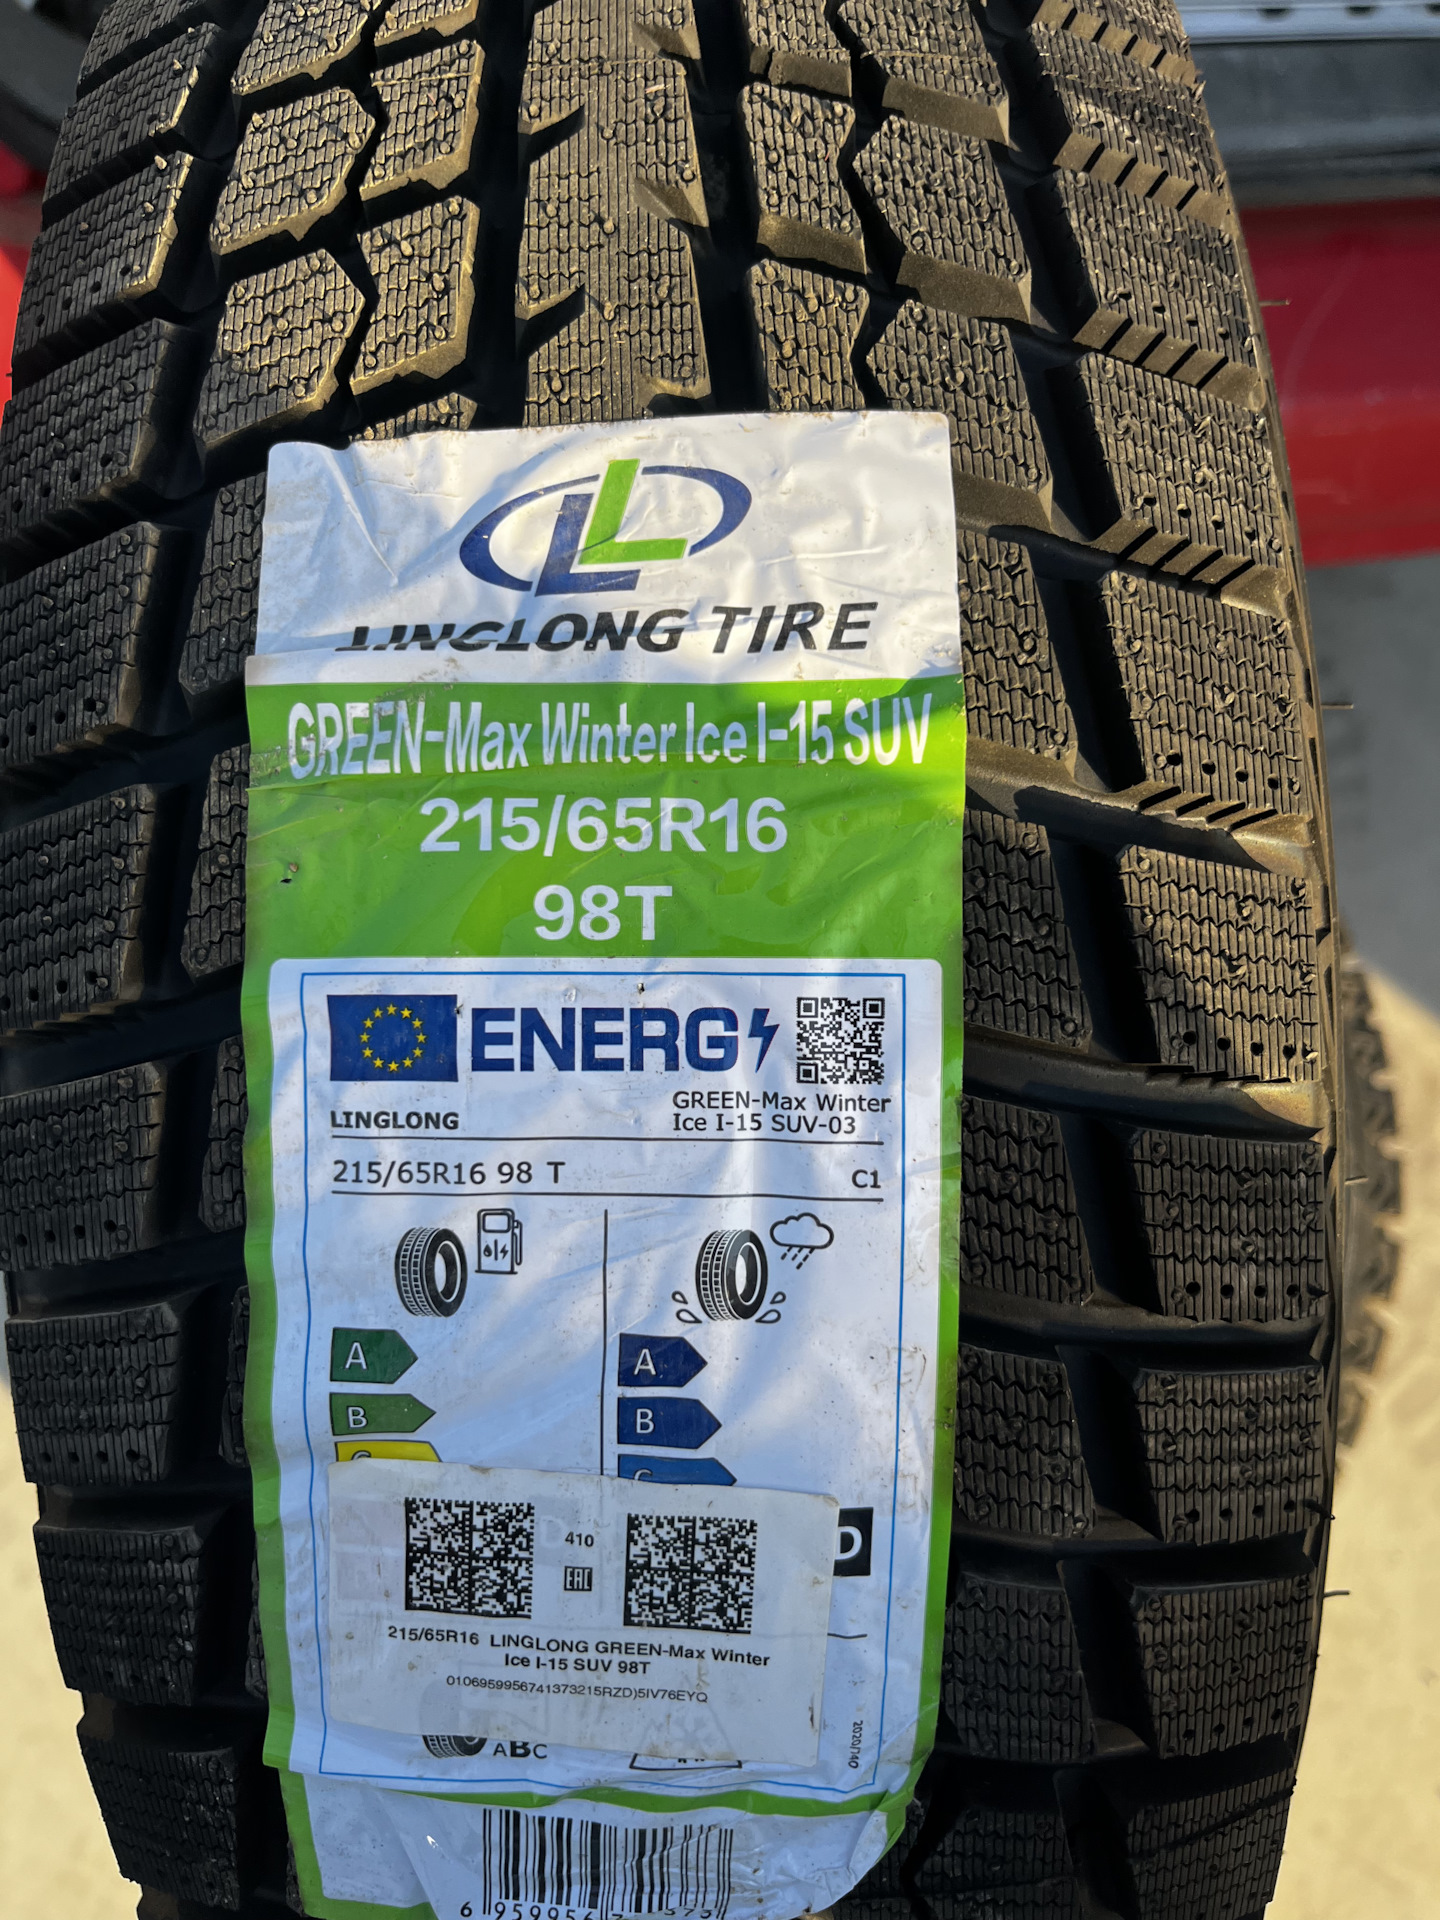 LINGLONG TIRE
GREEN-Max Winter Ice I-15 SUV
215/65R16
98T
ENERG
LINGLONG
GREEN-Max Winter
Ice I-15 SUV-03
215/65R16 98 T
C1
A
B
C
A
B
C
D
410
EAC
215/65R16 LINGLONG GREEN-Max Winter
Ice I-15 SUV 98T
0106959956741373215RZD)5IV76EYQ
ABC
2020/740